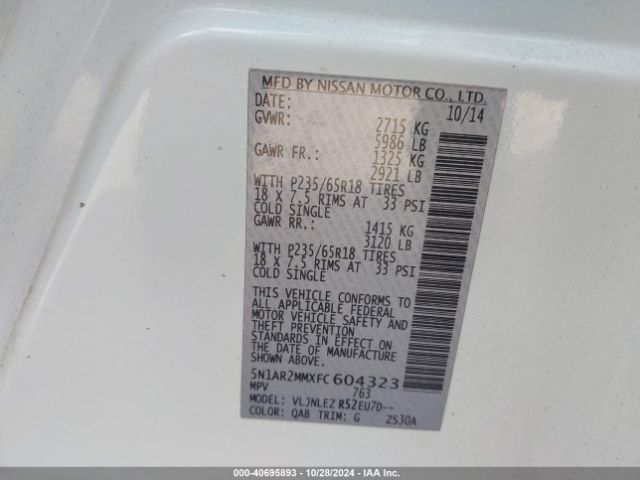 MFD BY NISSAN MOTOR CO., LTD.
DATE: 10/14
GVWR: 2715 KG
5986 LB
GAWR FR.: 1325 KG
2921 LB
WITH P235/65R18 TIRES
18 X 7.5 RIMS AT 33 PSI
COLD SINGLE
GAWR RR.: 1415 KG
3120 LB
WITH P235/65R18 TIRES
18 X 7.5 RIMS AT 33 PSI
COLD SINGLE
THIS VEHICLE CONFORMS TO
ALL APPLICABLE FEDERAL
MOTOR VEHICLE SAFETY AND
THEFT PREVENTION
STANDARDS IN EFFECT ON
THE DATE OF MANUFACTURE
SHOWN ABOVE.
5N1AR2MMXFC604323
MPV 763
MODEL: VLJNLEZ R52EU7D--
COLOR: QAB TRIM: G ZS30A
000-40695893 - 10/28/2024 - IAA Inc.